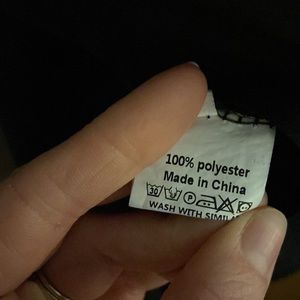 100% polyester
Made in China
WASH WITH SIMIL